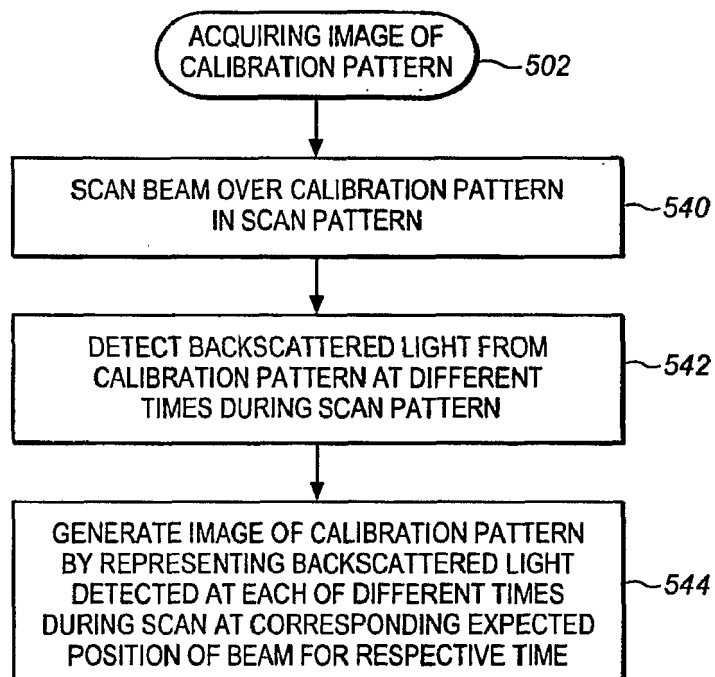 ACQUIRING IMAGE OF
CALIBRATION PATTERN
502
SCAN BEAM OVER CALIBRATION PATTERN
IN SCAN PATTERN
540
DETECT BACKSCATTERED LIGHT FROM
CALIBRATION PATTERN AT DIFFERENT
TIMES DURING SCAN PATTERN
542
GENERATE IMAGE OF CALIBRATION PATTERN
BY REPRESENTING BACKSCATTERED LIGHT
DETECTED AT EACH OF DIFFERENT TIMES
DURING SCAN AT CORRESPONDING EXPECTED
POSITION OF BEAM FOR RESPECTIVE TIME
544